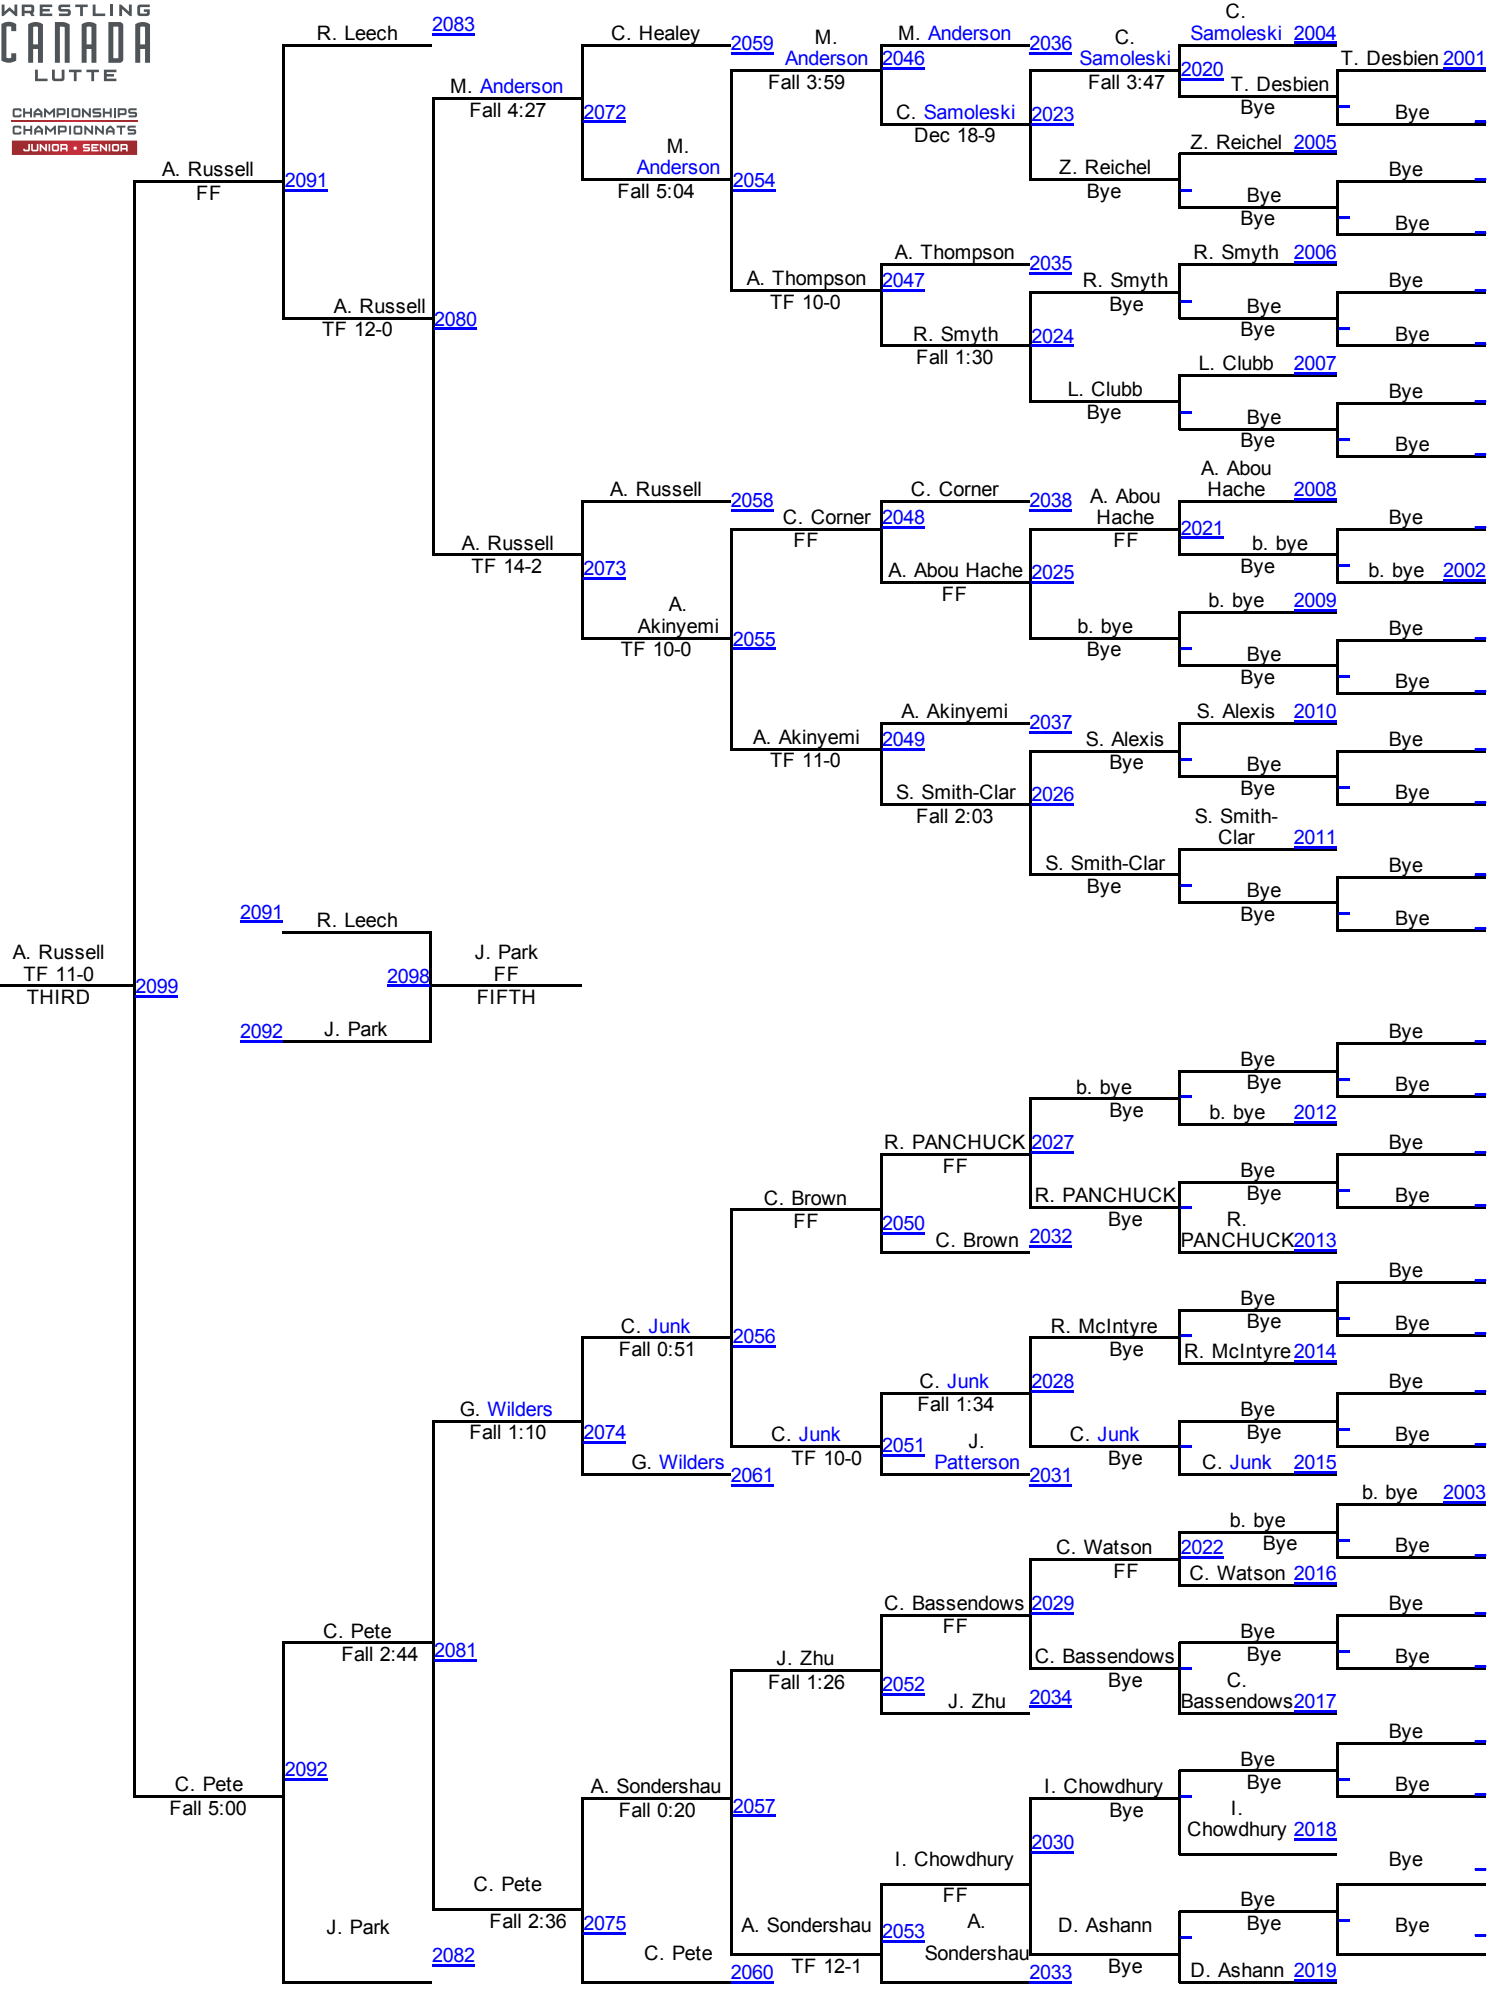 WRESTLING
CANADA
LUTTE
CHAMPIONSHIPS
CHAMPIONNATS
JUNIOR • SENIOR
R. Leech 2083
C. Healey 2059
M. Anderson
Fall 3:59
M. Anderson 2036
2046
C. Samoleski
Fall 3:47
C. Samoleski 2004
2020
T. Desbien 2001
T. Desbien
Bye
Bye
M. Anderson
Fall 4:27
2072
C. Samoleski 2023
Dec 18-9
Z. Reichel 2005
M. Anderson 2054
Fall 5:04
Z. Reichel
Bye
Bye
Bye
Bye
Bye
A. Russell
FF
2091
A. Thompson 2035
R. Smyth 2006
A. Thompson 2047
TF 10-0
R. Smyth
Bye
Bye
Bye
Bye
Bye
A. Russell 2080
TF 12-0
R. Smyth 2024
Fall 1:30
L. Clubb 2007
L. Clubb
Bye
Bye
Bye
Bye
Bye
A. Russell 2058
C. Corner 2038
A. Abou Hache 2008
C. Corner 2048
FF
A. Abou Hache
FF
2021
b. bye
Bye
Bye
b. bye 2002
A. Russell 2073
TF 14-2
A. Abou Hache 2025
FF
b. bye 2009
A. Akinyemi 2055
TF 10-0
b. bye
Bye
Bye
Bye
Bye
Bye
A. Akinyemi 2037
S. Alexis 2010
A. Akinyemi 2049
TF 11-0
S. Alexis
Bye
Bye
Bye
Bye
Bye
S. Smith-Clar 2026
Fall 2:03
S. Smith-Clar 2011
S. Smith-Clar
Bye
Bye
Bye
Bye
Bye
2091 R. Leech
A. Russell
TF 11-0
THIRD
2099
2098
J. Park
FF
FIFTH
2092 J. Park
Bye
Bye
Bye
Bye
b. bye
Bye
b. bye 2012
R. PANCHUCK 2027
FF
Bye
Bye
Bye
Bye
C. Brown
FF
R. PANCHUCK
Bye
2050
R. PANCHUCK 2013
C. Brown 2032
Bye
Bye
Bye
Bye
C. Junk 2056
Fall 0:51
R. McIntyre
Bye
R. McIntyre 2014
C. Junk 2028
Fall 1:34
Bye
Bye
Bye
Bye
G. Wilders 2074
Fall 1:10
C. Junk 2051
TF 10-0
J. Patterson 2031
C. Junk
Bye
C. Junk 2015
G. Wilders 2061
b. bye 2003
b. bye
Bye
Bye
C. Watson 2022
FF
C. Watson 2016
C. Bassendows 2029
FF
Bye
Bye
Bye
Bye
C. Pete 2081
Fall 2:44
J. Zhu
Fall 1:26
C. Bassendows
Bye
2052
J. Zhu 2034
C. Bassendows 2017
Bye
Bye
Bye
Bye
C. Pete 2092
Fall 5:00
A. Sondershau 2057
Fall 0:20
I. Chowdhury
Bye
I. Chowdhury 2018
2030
I. Chowdhury
FF
Bye
Bye
Bye
Bye
C. Pete 2075
Fall 2:36
J. Park 2082
A. Sondershau 2053
TF 12-1
A. Sondershau 2033
D. Ashann
Bye
D. Ashann 2019
C. Pete 2060